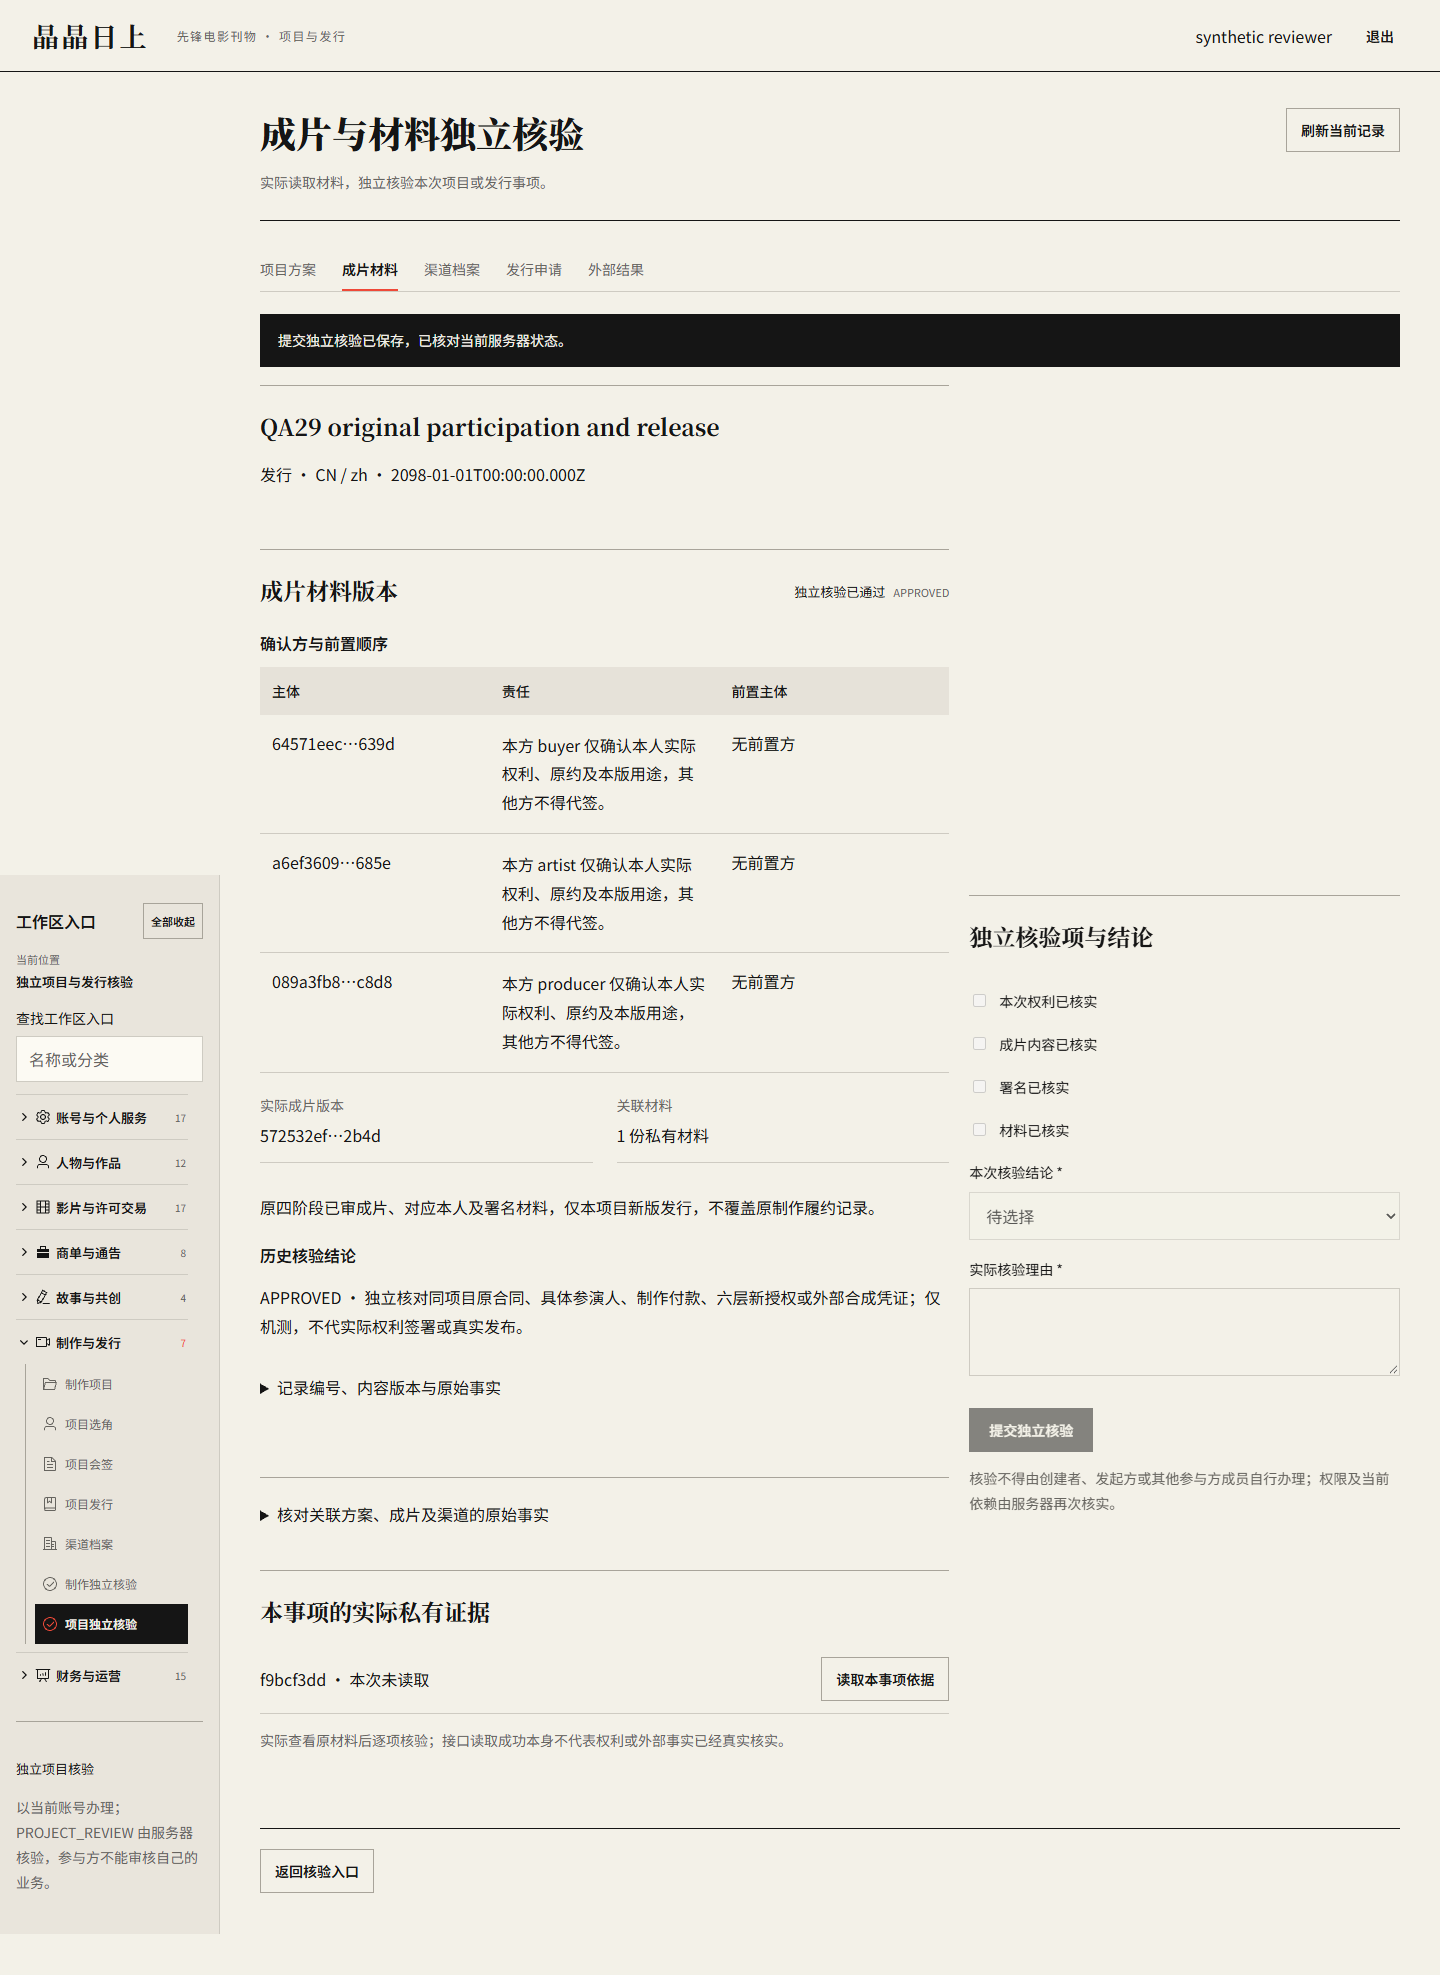 晶晶日上
先锋电影刊物 · 项目与发行
synthetic reviewer
退出
成片与材料独立核验
刷新当前记录
实际读取材料，独立核验本次项目或发行事项。
项目方案
成片材料
渠道档案
发行申请
外部结果
提交独立核验已保存，已核对当前服务器状态。
QA29 original participation and release
发行 · CN / zh · 2098-01-01T00:00:00.000Z
成片材料版本
独立核验已通过 APPROVED
确认方与前置顺序
主体
责任
前置主体
64571eec…639d
本方 buyer 仅确认本人实际
权利、原约及本版用途，其
他方不得代签。
无前置方
a6ef3609…685e
本方 artist 仅确认本人实际
权利、原约及本版用途，其
他方不得代签。
无前置方
089a3fb8…c8d8
本方 producer 仅确认本人实
际权利、原约及本版用途，
其他方不得代签。
无前置方
实际成片版本
572532ef…2b4d
关联材料
1 份私有材料
原四阶段已审成片、对应本人及署名材料，仅本项目新版发行，不覆盖原制作履约记录。
历史核验结论
APPROVED · 独立核对同项目原合同、具体参演人、制作付款、六层新授权或外部合成凭证；仅
机测，不代实际权利签署或真实发布。
记录编号、内容版本与原始事实
核对关联方案、成片及渠道的原始事实
本事项的实际私有证据
f9bcf3dd · 本次未读取
读取本事项依据
实际查看原材料后逐项核验；接口读取成功本身不代表权利或外部事实已经真实核实。
返回核验入口
独立核验项与结论
本次权利已核实
成片内容已核实
署名已核实
材料已核实
本次核验结论 *
待选择
实际核验理由 *
提交独立核验
核验不得由创建者、发起方或其他参与方成员自行办理；权限及当前
依赖由服务器再次核实。
工作区入口
全部收起
当前位置
独立项目与发行核验
查找工作区入口
名称或分类
账号与个人服务 17
人物与作品 12
影片与许可交易 17
商单与通告 8
故事与共创 4
制作与发行 7
制作项目
项目选角
项目会签
项目发行
渠道档案
制作独立核验
项目独立核验
财务与运营 15
独立项目核验
以当前账号办理；
PROJECT_REVIEW 由服务器
核验，参与方不能审核自己的
业务。